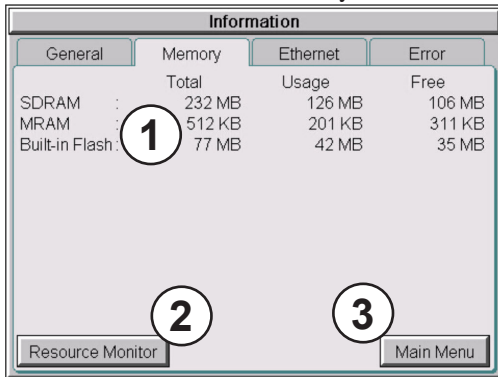 Information
General Memory Ethernet Error
Total Usage Free
SDRAM : 232 MB 126 MB 106 MB
MRAM : 512 KB 201 KB 311 KB
Built-in Flash: 77 MB 42 MB 35 MB
1
2 3
Resource Monitor Main Menu